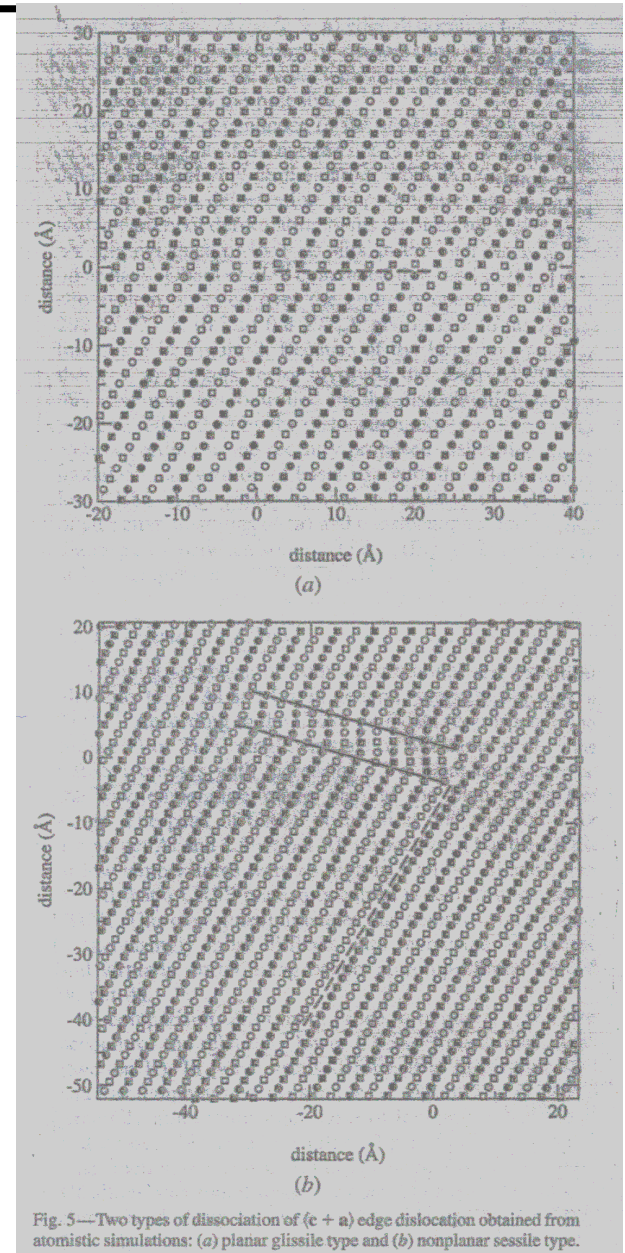 30
20
10
0
-10
-20
-30
distance (Å)
-20 -10 0 10 20 30 40
distance (Å)
(a)
20
10
0
-10
-20
-30
-40
-50
distance (Å)
-40 -20 0 20
distance (Å)
(b)
Fig. 5—Two types of dissociation of ⟨c + a⟩ edge dislocation obtained from
atomistic simulations: (a) planar glissile type and (b) nonplanar sessile type.